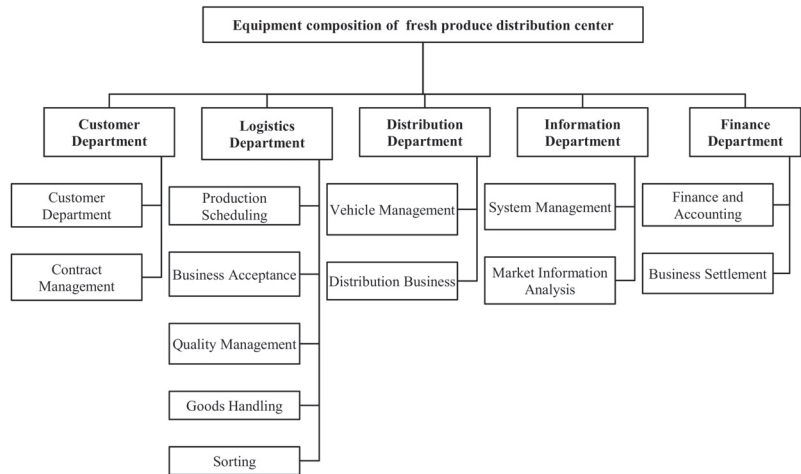 Equipment composition of fresh produce distribution center
Customer
Department
Logistics
Department
Distribution
Department
Information
Department
Finance
Department
Customer
Department
Contract
Management
Production
Scheduling
Business Acceptance
Quality Management
Goods Handling
Sorting
Vehicle Management
Distribution Business
System Management
Market Information
Analysis
Finance and
Accounting
Business Settlement